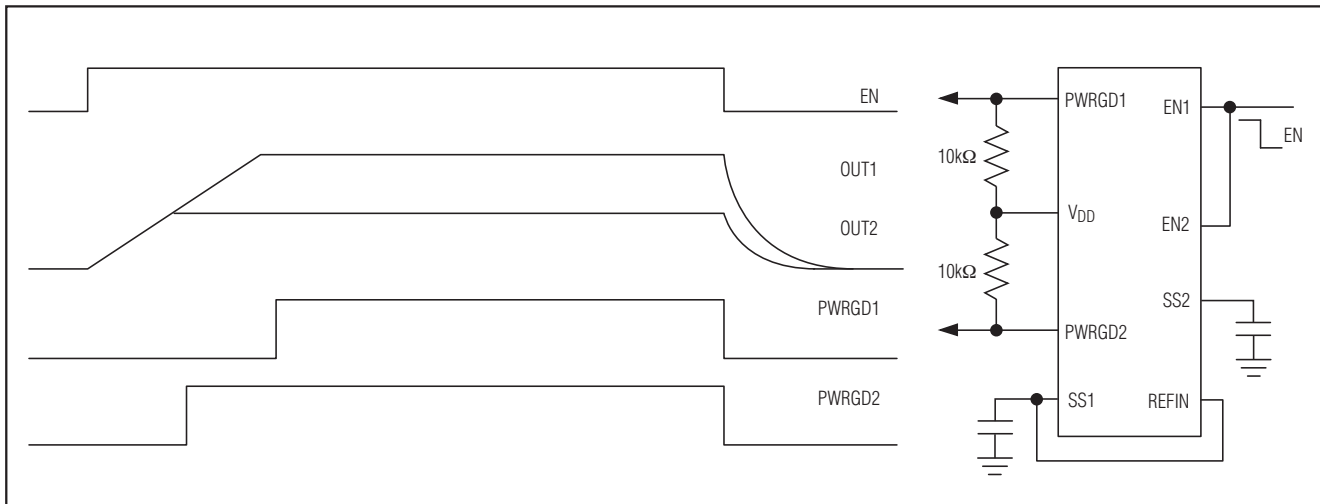 EN
OUT1
OUT2
PWRGD1
PWRGD2
PWRGD1
EN1
EN
10kΩ
VDD
EN2
10kΩ
SS2
PWRGD2
SS1
REFIN